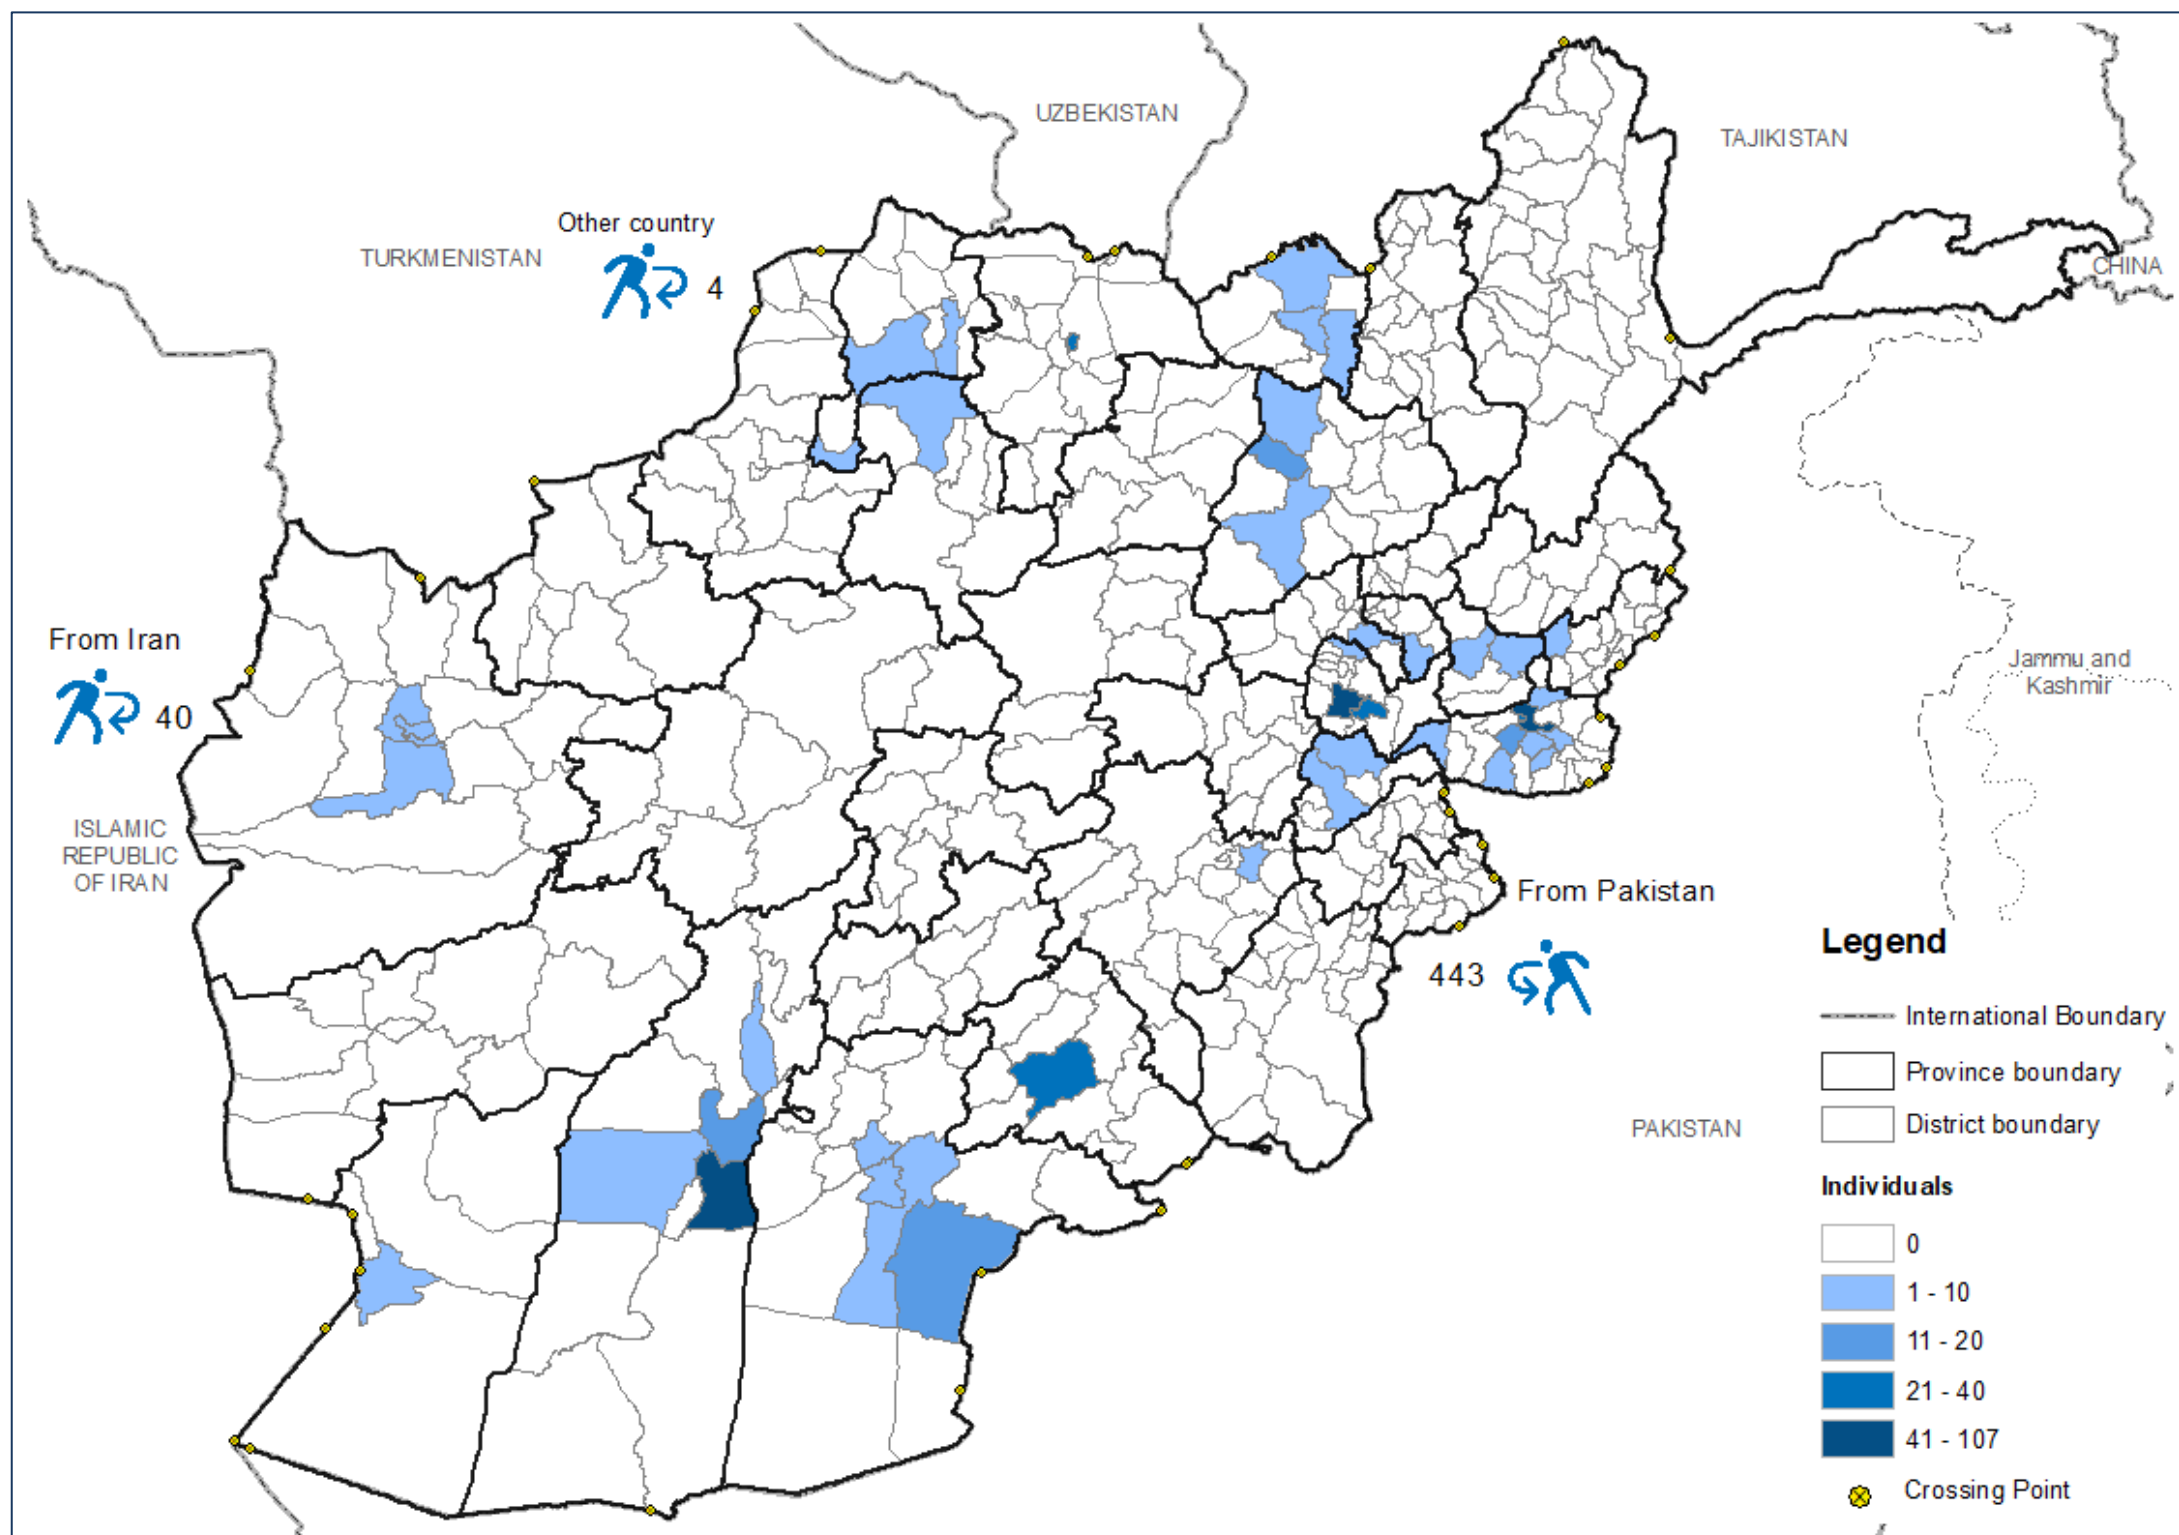 UZBEKISTAN
TAJIKISTAN
Other country
4
TURKMENISTAN
CHINA
From Iran
40
Jammu and
Kashmir
ISLAMIC
REPUBLIC
OF IRAN
From Pakistan
443
PAKISTAN
Legend
International Boundary
Province boundary
District boundary
Individuals
0
1 - 10
11 - 20
21 - 40
41 - 107
Crossing Point